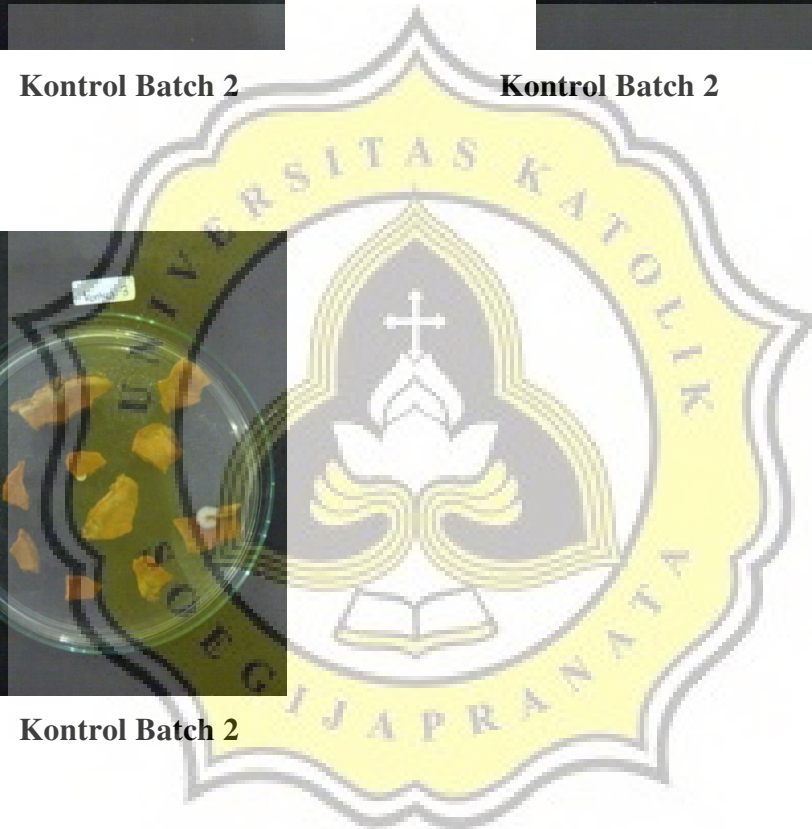 Kontrol Batch 2
Kontrol Batch 2
UNIVERSITAS KATOLIK
SOEGIJAPRANATA
Kontrol Batch 2